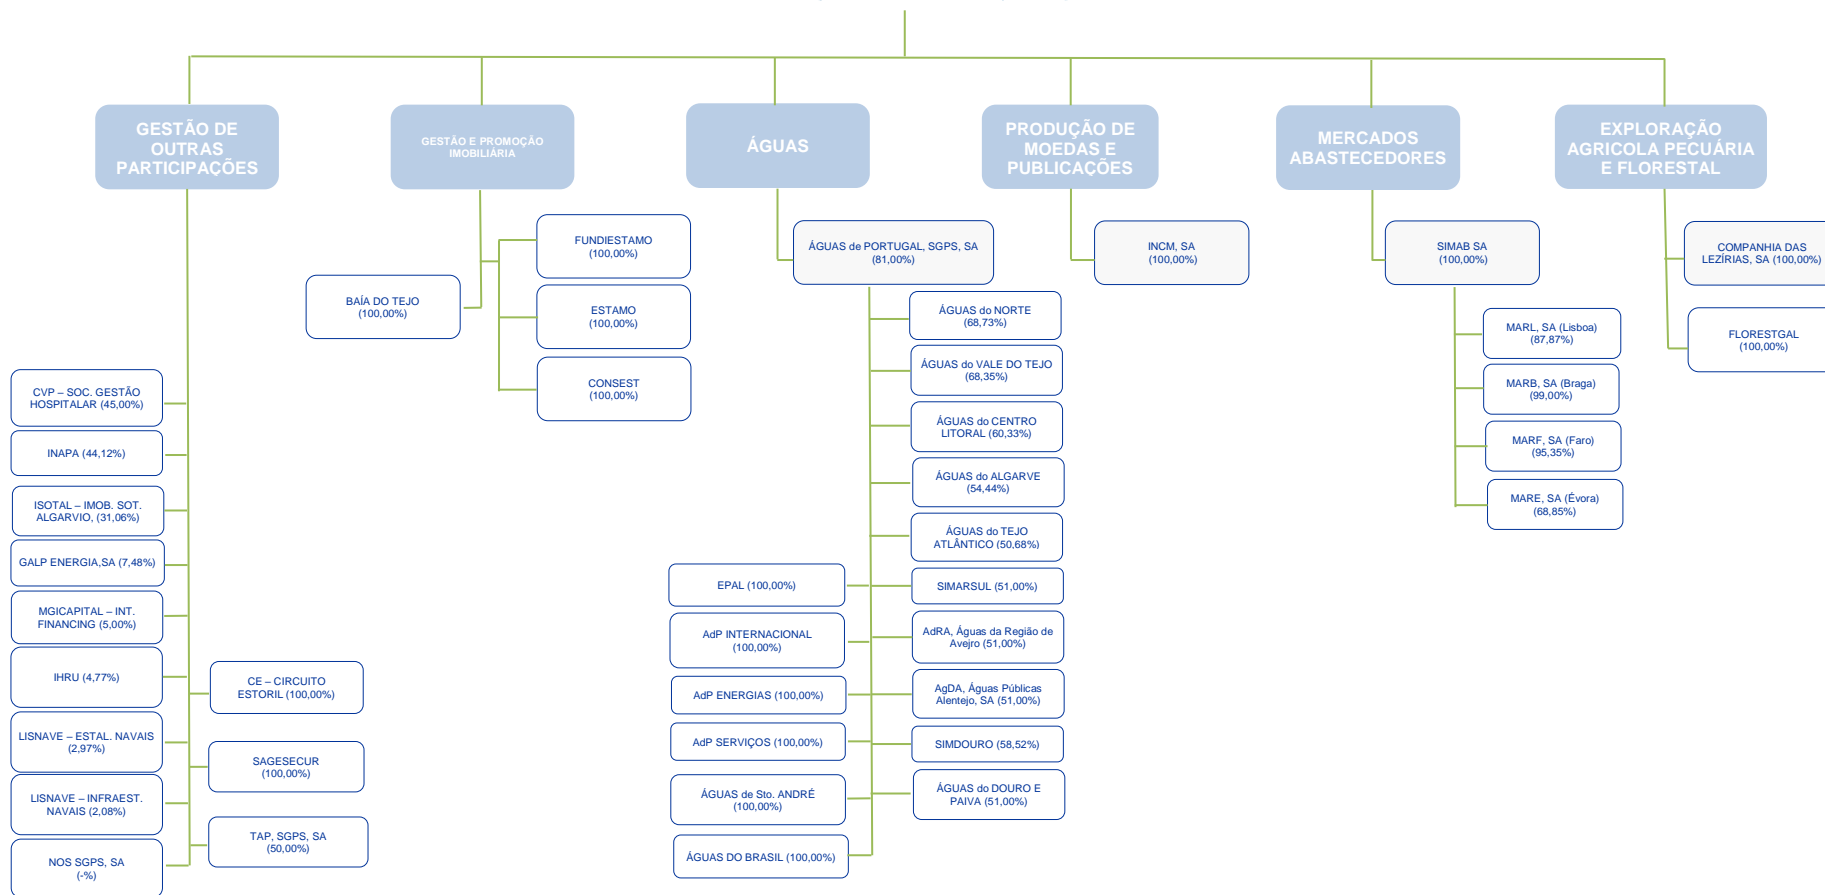 GESTÃO DE
OUTRAS
PARTICIPAÇÕES
GESTÃO E PROMOÇÃO
IMOBILIÁRIA
ÁGUAS
PRODUÇÃO DE
MOEDAS E
PUBLICAÇÕES
MERCADOS
ABASTECEDORES
EXPLORAÇÃO
AGRICOLA PECUÁRIA
E FLORESTAL
CVP – SOC. GESTÃO
HOSPITALAR (45,00%)
INAPA (44,12%)
ISOTAL – IMOB. SOT.
ALGARVIO, (31,06%)
GALP ENERGIA,SA (7,48%)
MGICAPITAL – INT.
FINANCING (5,00%)
IHRU (4,77%)
LISNAVE – ESTAL. NAVAIS
(2,97%)
LISNAVE – INFRAEST.
NAVAIS (2,08%)
NOS SGPS, SA
(-%)
CE – CIRCUITO
ESTORIL (100,00%)
SAGESECUR
(100,00%)
TAP, SGPS, SA
(50,00%)
BAÍA DO TEJO
(100,00%)
FUNDIESTAMO
(100,00%)
ESTAMO
(100,00%)
CONSEST
(100,00%)
ÁGUAS de PORTUGAL, SGPS, SA
(81,00%)
ÁGUAS do NORTE
(68,73%)
ÁGUAS do VALE DO TEJO
(68,35%)
ÁGUAS do CENTRO
LITORAL (60,33%)
ÁGUAS do ALGARVE
(54,44%)
ÁGUAS do TEJO
ATLÂNTICO (50,68%)
SIMARSUL (51,00%)
AdRA, Águas da Região de
Avejro (51,00%)
AgDA, Águas Públicas
Alentejo, SA (51,00%)
SIMDOURO (58,52%)
ÁGUAS do DOURO E
PAIVA (51,00%)
EPAL (100,00%)
AdP INTERNACIONAL
(100,00%)
AdP ENERGIAS (100,00%)
AdP SERVIÇOS (100,00%)
ÁGUAS de Sto. ANDRÉ
(100,00%)
ÁGUAS DO BRASIL (100,00%)
INCM, SA
(100,00%)
SIMAB SA
(100,00%)
MARL, SA (Lisboa)
(87,87%)
MARB, SA (Braga)
(99,00%)
MARF, SA (Faro)
(95,35%)
MARE, SA (Évora)
(68,85%)
COMPANHIA DAS
LEZÍRIAS, SA (100,00%)
FLORESTGAL
(100,00%)